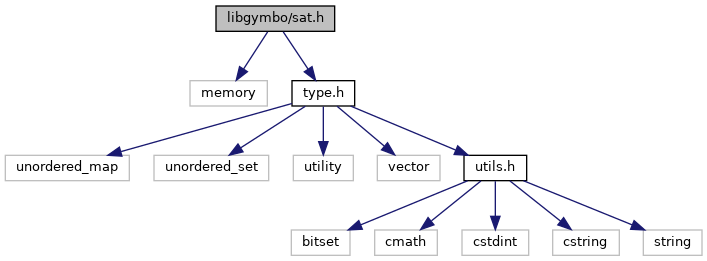 libgymbo/sat.h
memory
type.h
unordered_map
unordered_set
utility
vector
utils.h
bitset
cmath
cstdint
cstring
string